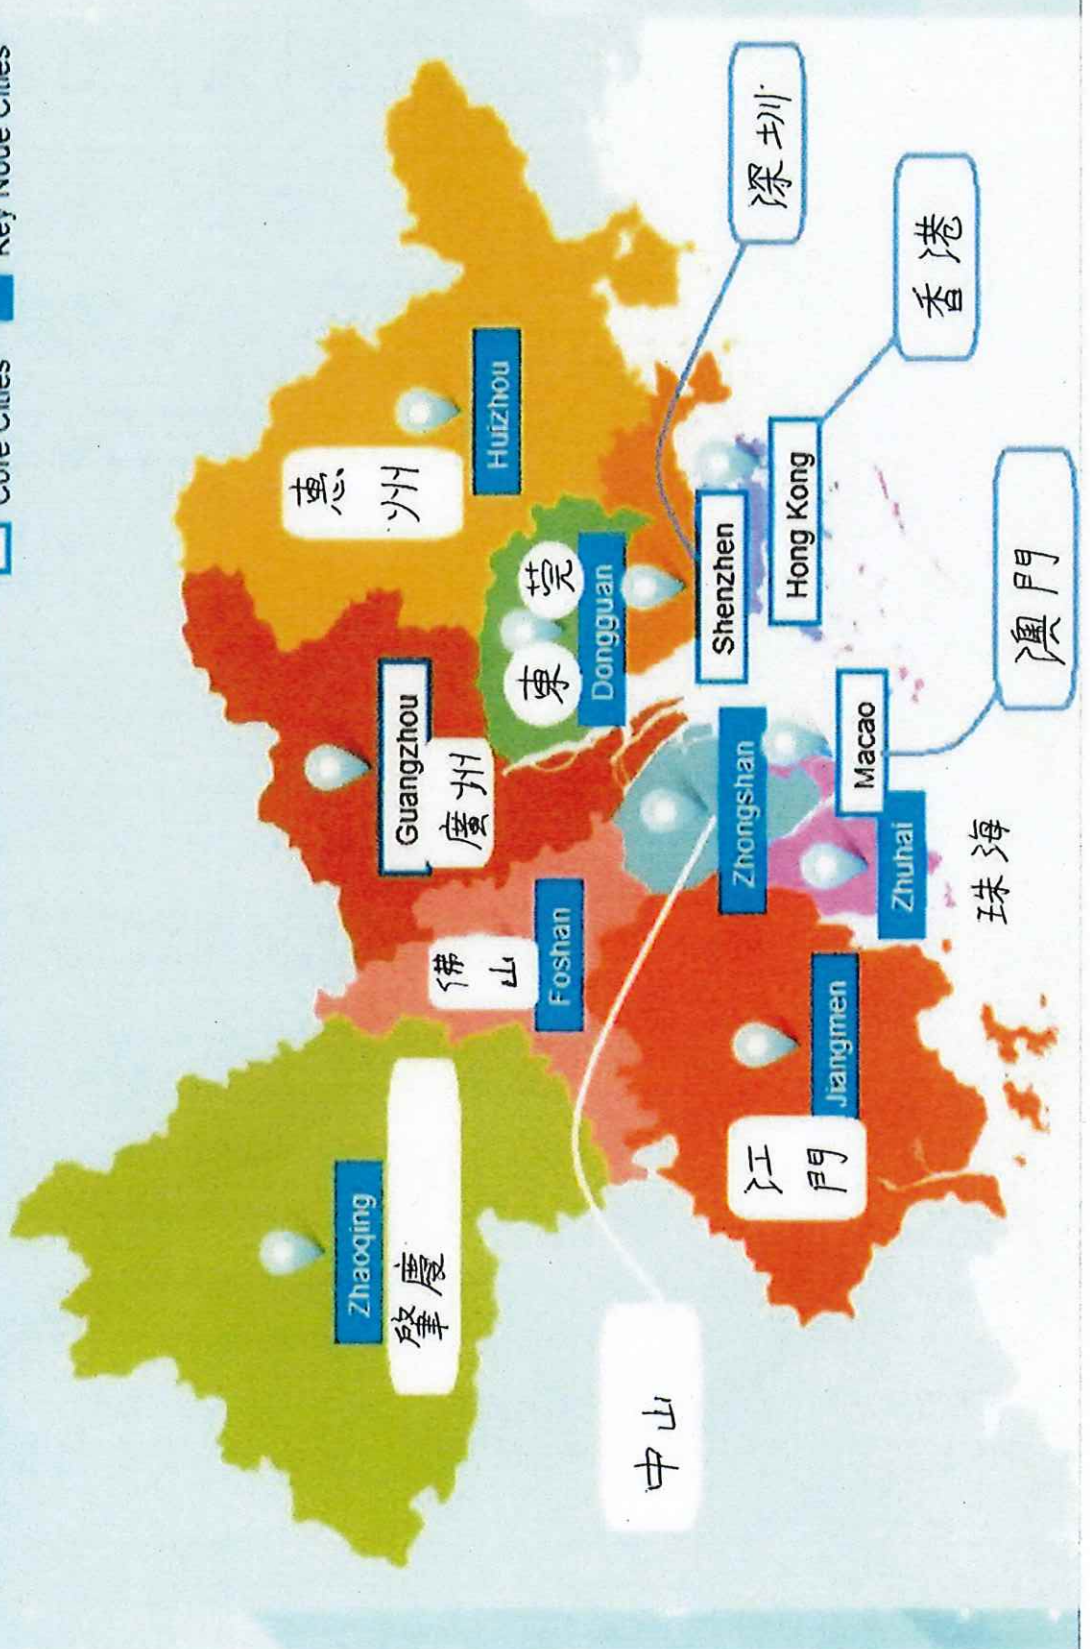 Core Cities
Key Node Cities
Zhaoqing
肇慶
Guangzhou
廣州
惠
州
Huizhou
佛
山
Foshan
東
莞
Dongguan
Shenzhen
深圳
Hong Kong
香港
Zhongshan
中山
Macao
澳門
Zhuhai
珠海
Jiangmen
江
門